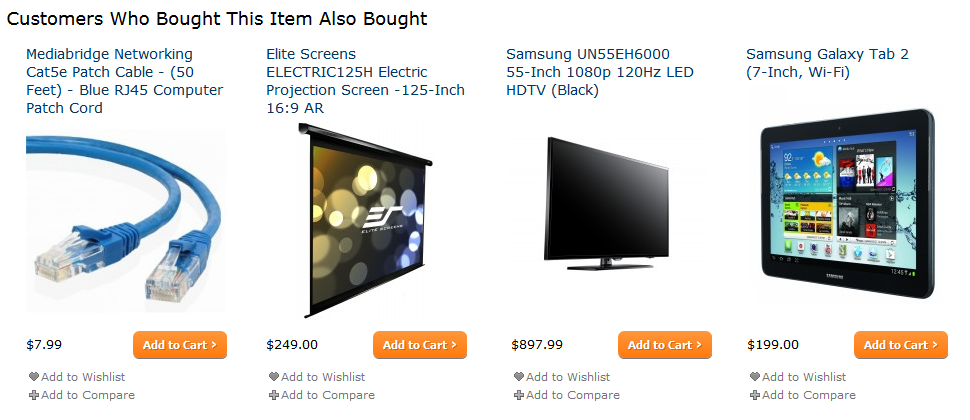 Customers Who Bought This Item Also Bought
Mediabridge Networking
Cat5e Patch Cable - (50
Feet) - Blue RJ45 Computer
Patch Cord
$7.99
Add to Cart >
Add to Wishlist
Add to Compare
Elite Screens
ELECTRIC125H Electric
Projection Screen -125-Inch
16:9 AR
ELITE SCREENS
$249.00
Add to Cart >
Add to Wishlist
Add to Compare
Samsung UN55EH6000
55-Inch 1080p 120Hz LED
HDTV (Black)
$897.99
Add to Cart >
Add to Wishlist
Add to Compare
Samsung Galaxy Tab 2
(7-Inch, Wi-Fi)
SAMSUNG
$199.00
Add to Cart >
Add to Wishlist
Add to Compare